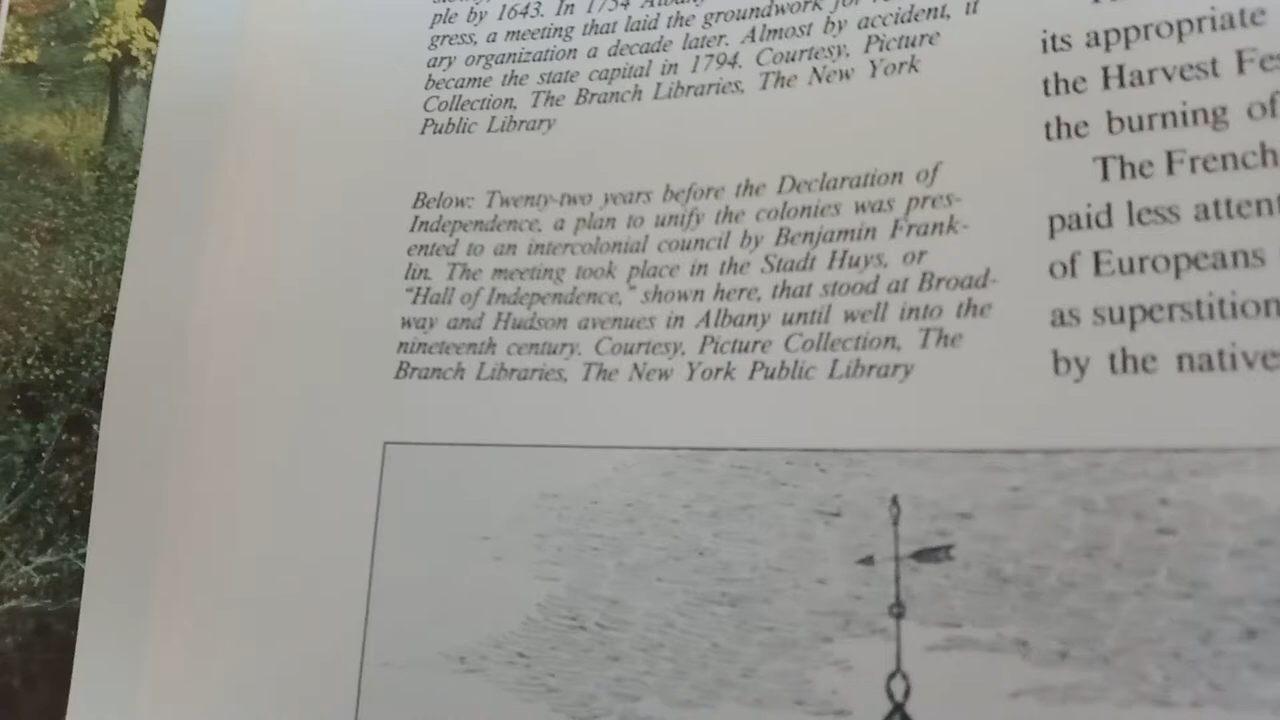 ple by 1643. In 1754
gress, a meeting that laid the groundwork
ary organization a decade later. Almost by accident, it
became the state capital in 1794. Courtesy, Picture
Collection, The Branch Libraries, The New York
Public Library
Below: Twenty-two years before the Declaration of
Independence, a plan to unify the colonies was pres-
ented to an intercolonial council by Benjamin Frank-
lin. The meeting took place in the Stadt Huys, or
"Hall of Independence," shown here, that stood at Broad-
way and Hudson avenues in Albany until well into the
nineteenth century. Courtesy, Picture Collection, The
Branch Libraries, The New York Public Library
its appropriate
the Harvest
the burning of
The French
paid less
of Europeans
as superstition
by the native